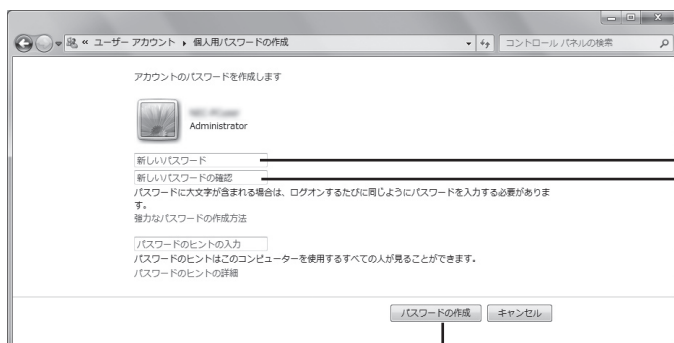 « ユーザー アカウント ▸ 個人用パスワードの作成
コントロール パネルの検索
アカウントのパスワードを作成します
Administrator
新しいパスワード
新しいパスワードの確認
パスワードに大文字が含まれる場合は、ログオンするたびに同じようにパスワードを入力する必要がありま
す。
強力なパスワードの作成方法
パスワードのヒントの入力
パスワードのヒントはこのコンピューターを使用するすべての人が見ることができます。
パスワードのヒントの詳細
パスワードの作成
キャンセル